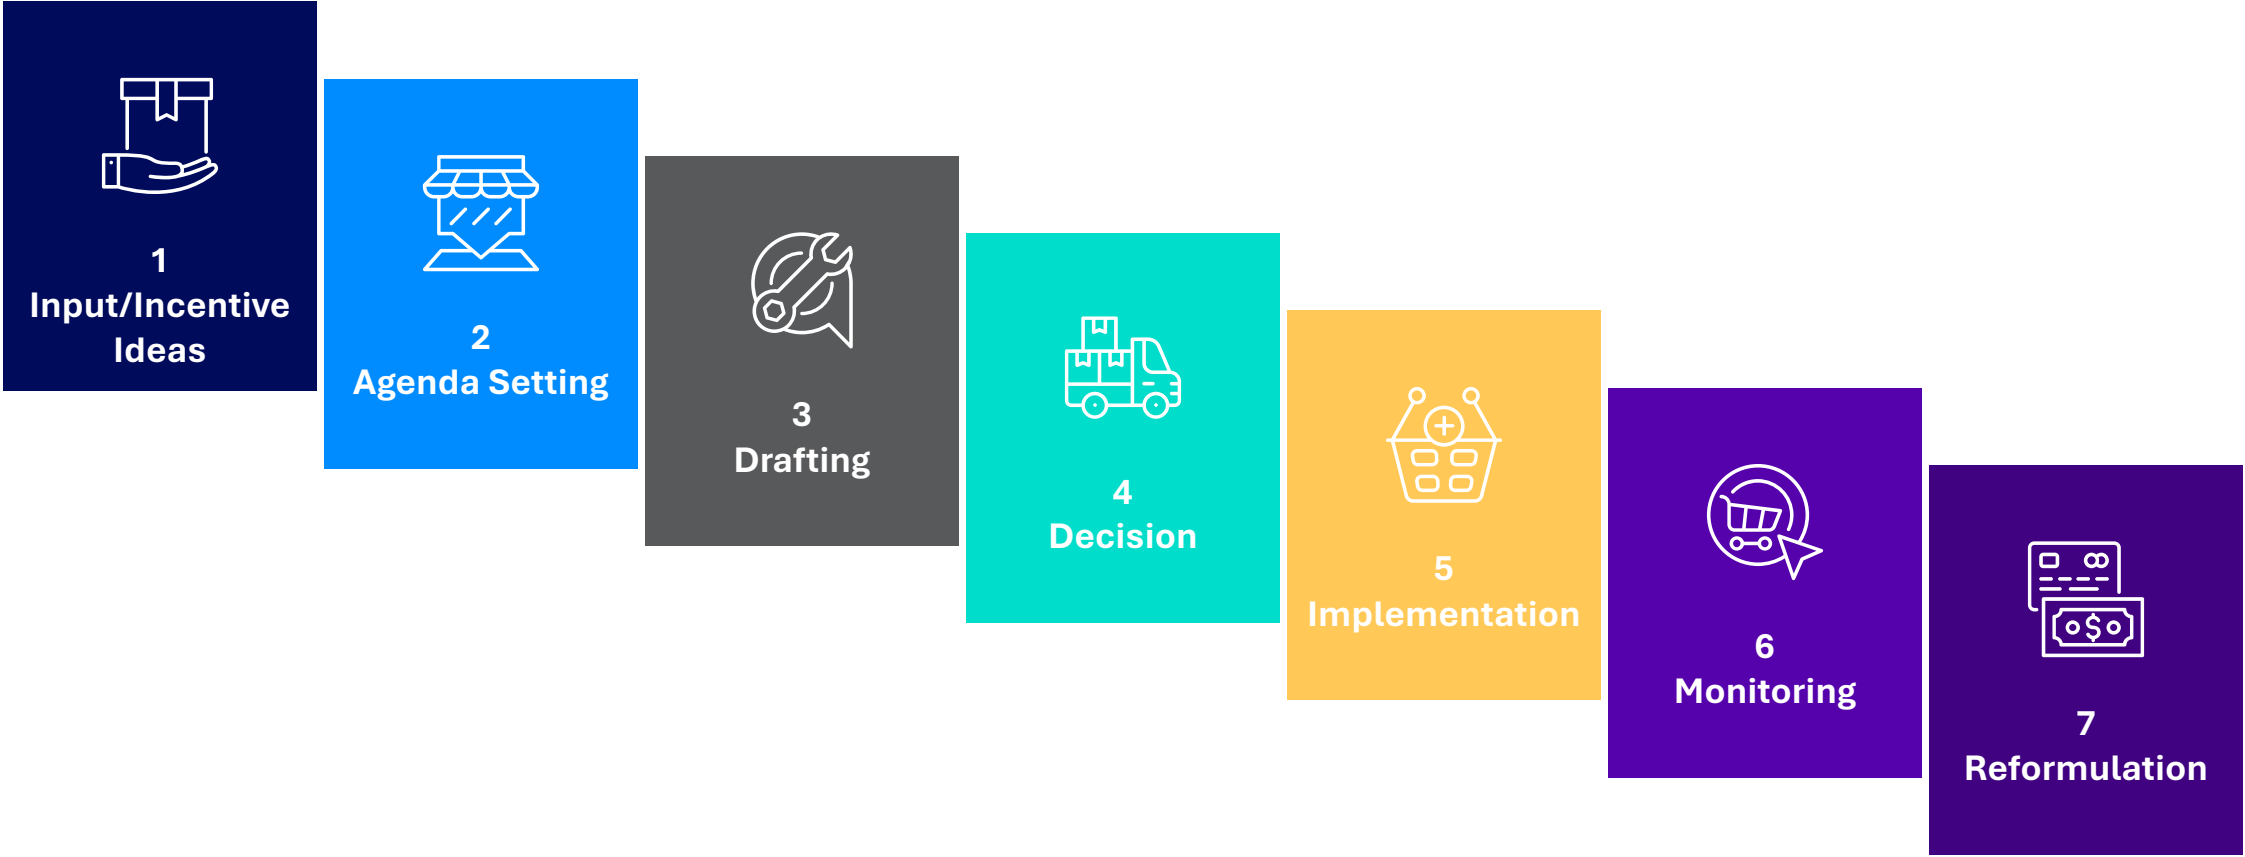 1
Input/Incentive
Ideas
2
Agenda Setting
3
Drafting
4
Decision
5
Implementation
6
Monitoring
7
Reformulation